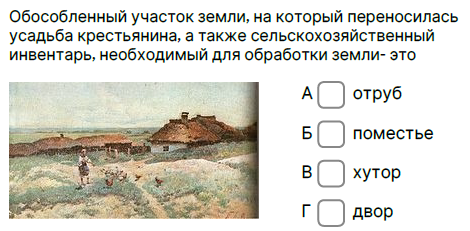 Обособленный участок земли, на который переносилась
усадьба крестьянина, а также сельскохозяйственный
инвентарь, необходимый для обработки земли- это
А отруб
Б поместье
В хутор
Г двор